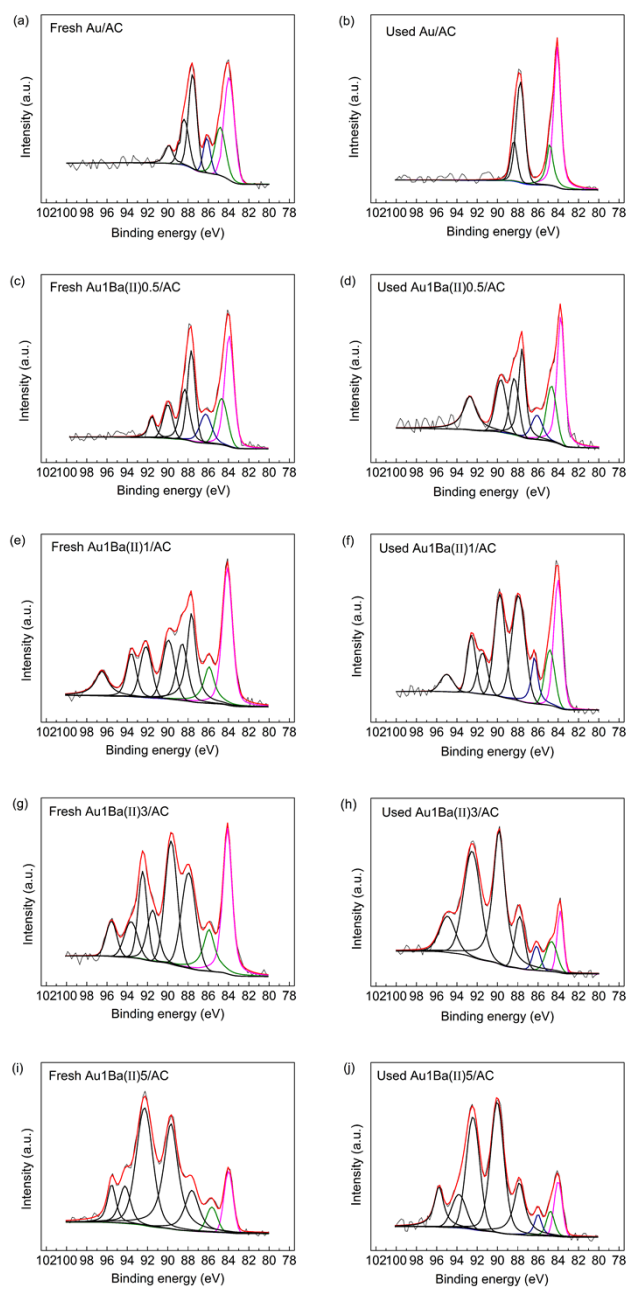 (a)
Fresh Au/AC
Intensity (a.u.)
102100 98 96 94 92 90 88 86 84 82 80 78
Binding energy (eV)
(b)
Used Au/AC
Intnesity (a.u.)
102100 98 96 94 92 90 88 86 84 82 80 78
Binding energy (eV)
(c)
Fresh Au1Ba(II)0.5/AC
Intensity (a.u.)
102100 98 96 94 92 90 88 86 84 82 80 78
Binding energy (eV)
(d)
Used Au1Ba(II)0.5/AC
Intensity (a.u.)
102100 98 96 94 92 90 88 86 84 82 80 78
Binding energy (eV)
(e)
Fresh Au1Ba(II)1/AC
Intensity (a.u.)
102100 98 96 94 92 90 88 86 84 82 80 78
Binding energy (eV)
(f)
Used Au1Ba(II)1/AC
Intensity (a.u.)
102100 98 96 94 92 90 88 86 84 82 80 78
Binding energy (eV)
(g)
Fresh Au1Ba(II)3/AC
Intensity (a.u.)
102100 98 96 94 92 90 88 86 84 82 80 78
Binding energy (eV)
(h)
Used Au1Ba(II)3/AC
Intensity (a.u.)
102100 96 94 92 90 88 86 84 82 80 78
Binding energy (eV)
(i)
Fresh Au1Ba(II)5/AC
Intensity (a.u.)
102100 98 96 94 92 90 88 86 84 82 80 78
Binding energy (eV)
(j)
Used Au1Ba(II)5/AC
Intensity (a.u.)
102100 98 96 94 92 90 88 86 84 82 80 78
Binding energy (eV)